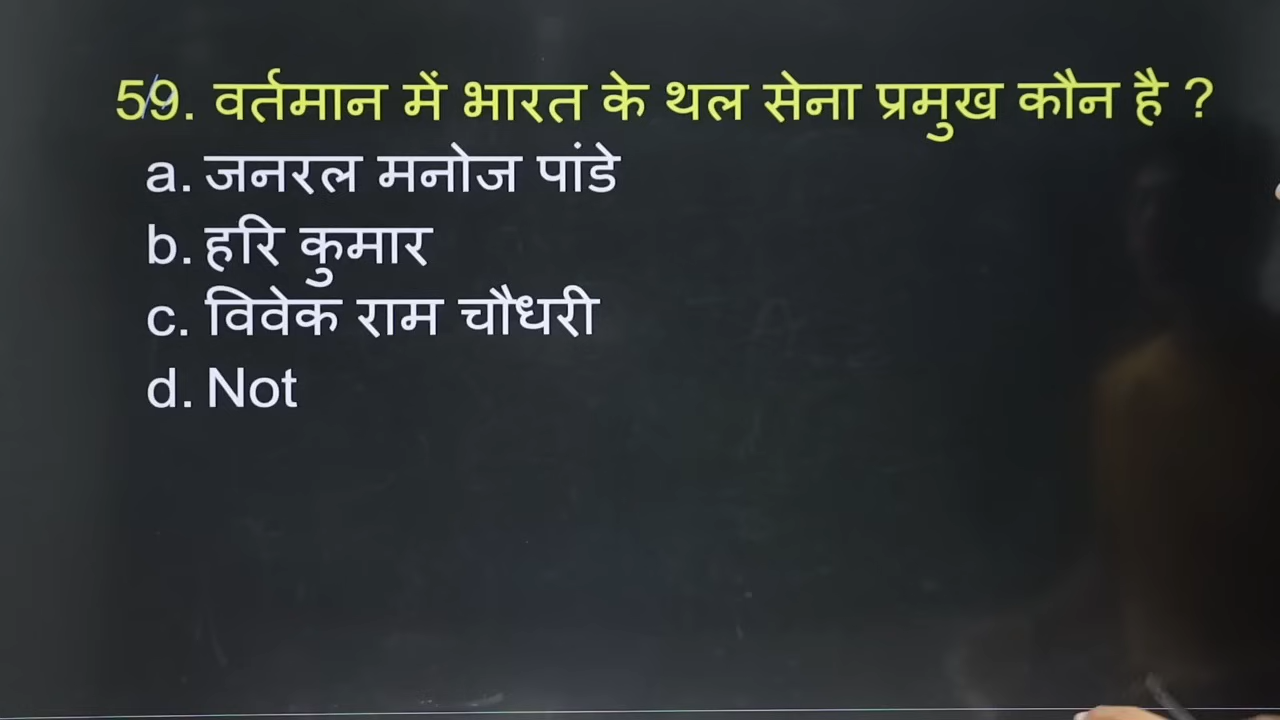 59. वर्तमान में भारत के थल सेना प्रमुख कौन है ?
a. जनरल मनोज पांडे
b. हरि कुमार
c. विवेक राम चौधरी
d. Not